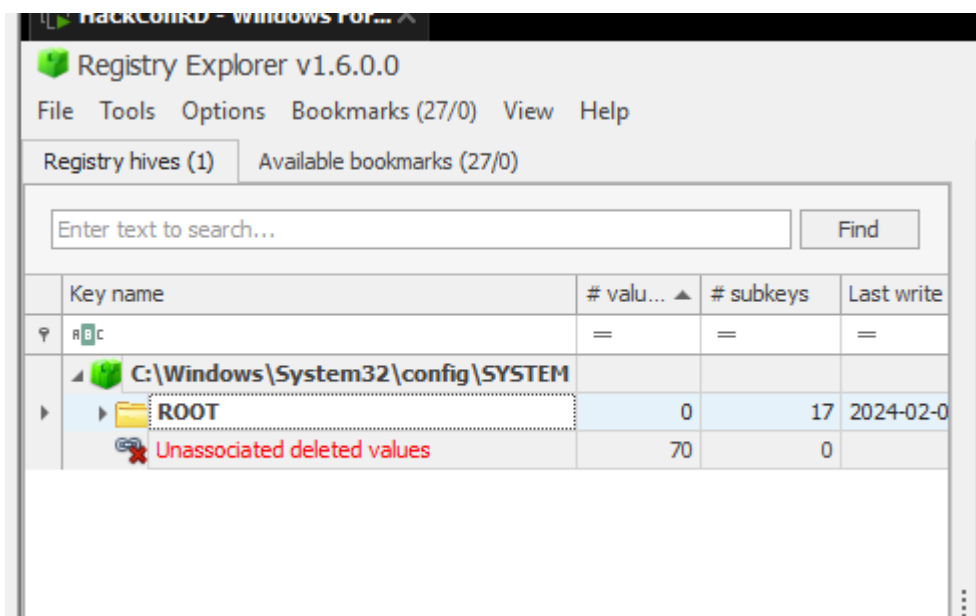 HackConRD - Windows For...
Registry Explorer v1.6.0.0
File Tools Options Bookmarks (27/0) View Help
Registry hives (1) Available bookmarks (27/0)
Enter text to search... Find
Key name # valu... # subkeys Last write
ABC = = =
C:\Windows\System32\config\SYSTEM
ROOT 0 17 2024-02-0
Unassociated deleted values 70 0